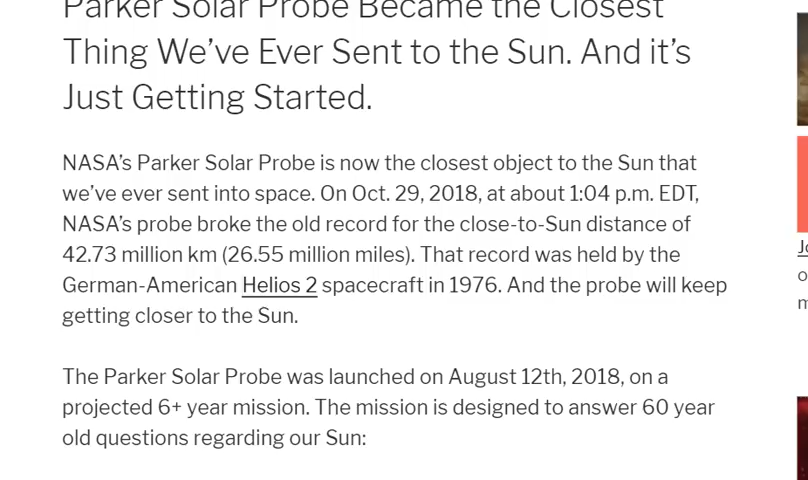 Parker Solar Probe Became the Closest
Thing We've Ever Sent to the Sun. And it's
Just Getting Started.
NASA's Parker Solar Probe is now the closest object to the Sun that
we've ever sent into space. On Oct. 29, 2018, at about 1:04 p.m. EDT,
NASA's probe broke the old record for the close-to-Sun distance of
42.73 million km (26.55 million miles). That record was held by the
German-American Helios 2 spacecraft in 1976. And the probe will keep
getting closer to the Sun.
The Parker Solar Probe was launched on August 12th, 2018, on a
projected 6+ year mission. The mission is designed to answer 60 year
old questions regarding our Sun: